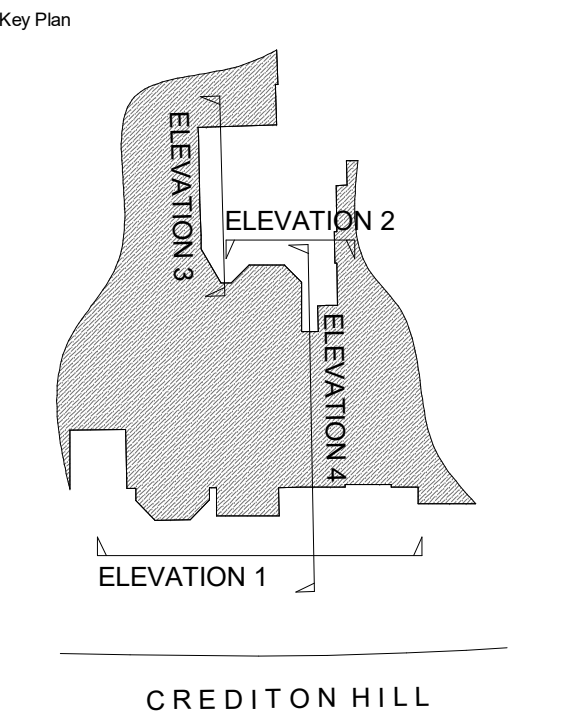 Key Plan
ELEVATION 3
ELEVATION 2
ELEVATION 4
ELEVATION 1
CREDITON HILL